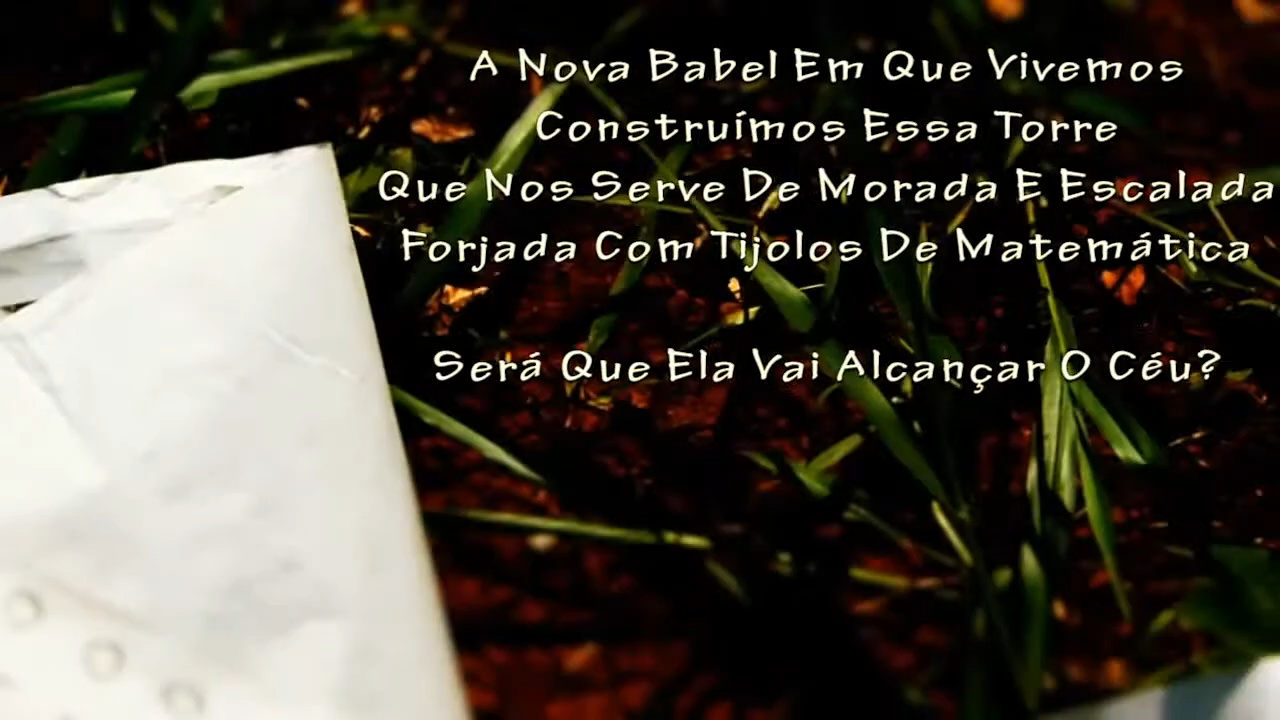 A Nova Babel Em Que Vivemos
Construímos Essa Torre
Que Nos Serve De Morada E Escalada
Forjada Com Tijolos De Matemática
Será Que Ela Vai Alcançar O Céu?